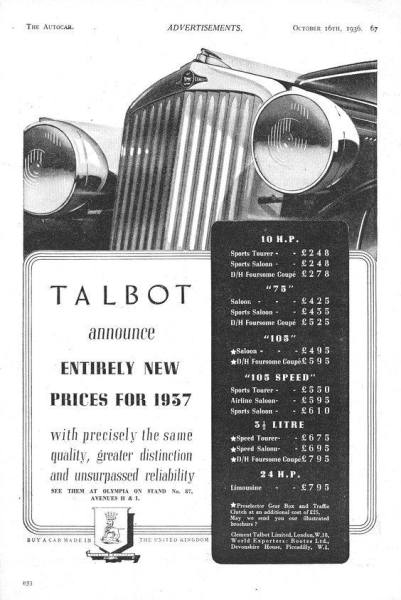 THE AUTOCAR. ADVERTISEMENTS. OCTOBER 16TH, 1936. 67
TALBOT
announce
ENTIRELY NEW
PRICES FOR 1937
with precisely the same
quality, greater distinction
and unsurpassed reliability
SEE THEM AT OLYMPIA ON STAND No. 87,
AVENUES H & I.
BUY A CAR MADE IN THE UNITED KINGDOM
10 H.P.
Sports Tourer - - £248
Sports Saloon - - £248
D/H Foursome Coupé £278
"75"
Saloon - - - £425
Sports Saloon - - £455
D/H Foursome Coupé £525
"105"
★Saloon - - - £495
★D/H Foursome Coupé £595
"105 SPEED"
Sports Tourer - - £550
Airline Saloon - - £595
Sports Saloon - - £610
3½ LITRE
★Speed Tourer - - £675
★Speed Saloon - - £695
★D/H Foursome Coupé £795
24 H.P.
Limousine - - £795
★Preselector Gear Box and Traffic
Clutch at an additional cost of £25.
May we send you our illustrated
brochure ?
Clement Talbot Limited, London, W.10,
World Exporters: Rootes Ltd.,
Devonshire House, Piccadilly, W.1.